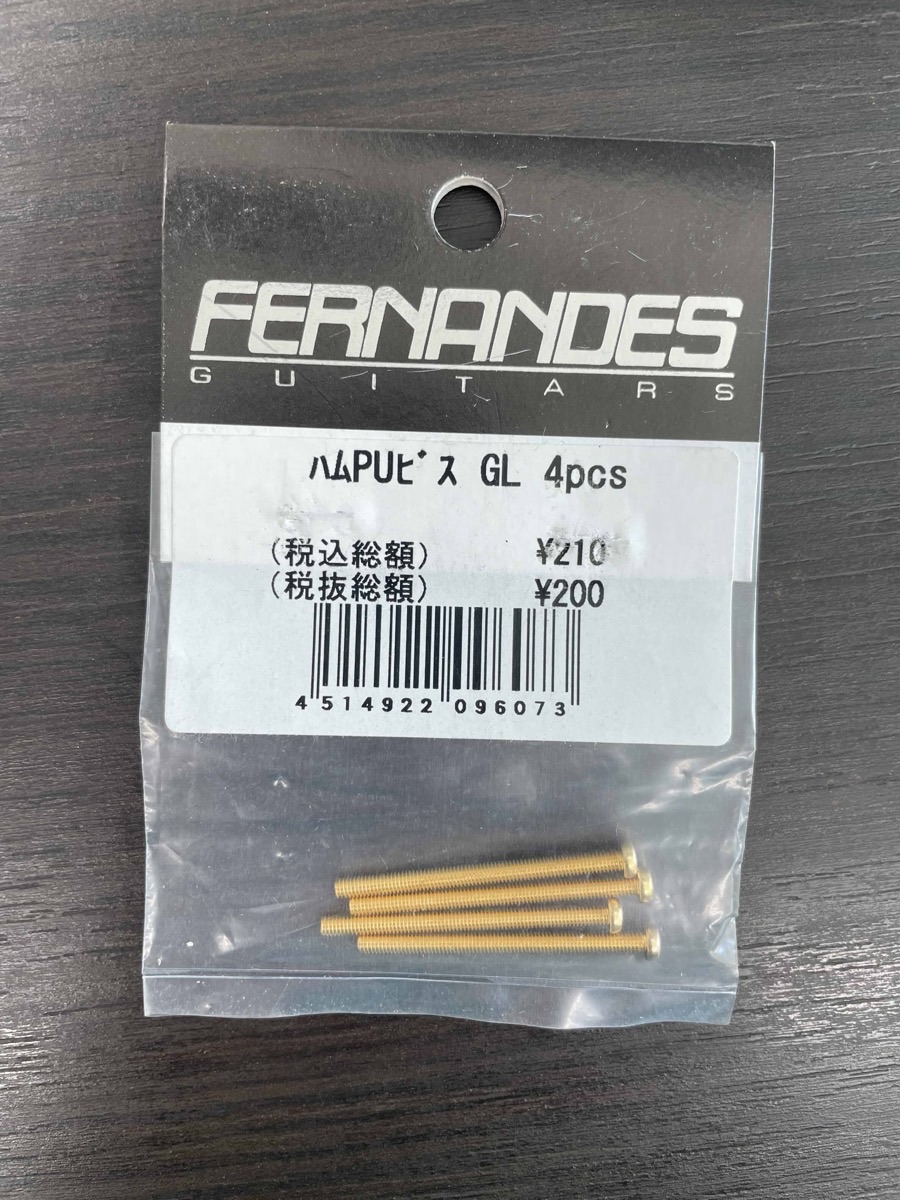 FERNANDES
GUITARS
ﾊﾑPUﾋﾞｽ GL 4pcs
(税込総額) ¥210
(税抜総額) ¥200
4 514922 096073